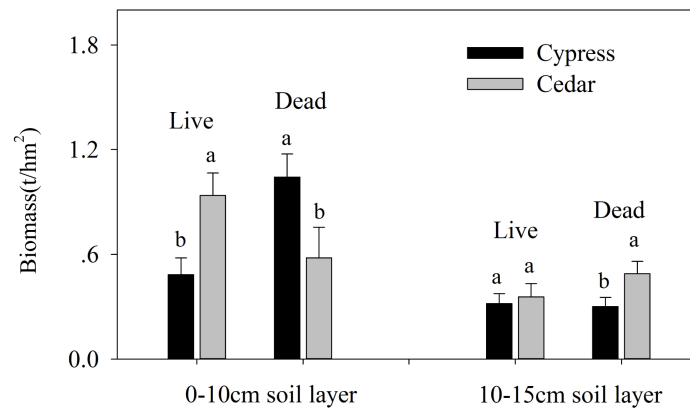 1.8
1.2
.6
0.0
Biomass(t/hm²)
Cypress
Cedar
Live
Dead
b
a
a
b
Live
Dead
a
a
b
a
0-10cm soil layer
10-15cm soil layer